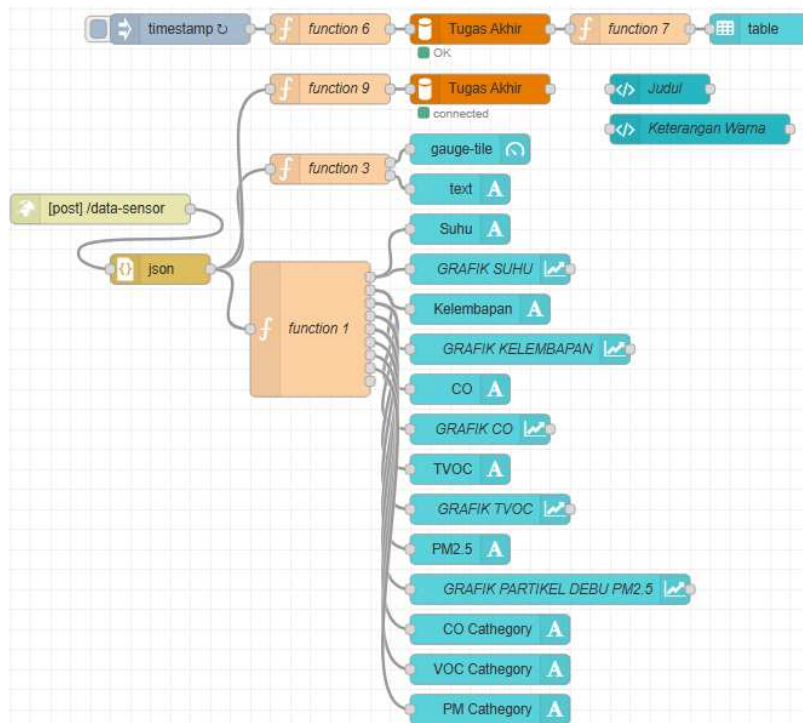 timestamp ↻
function 6
Tugas Akhir
function 7
table
OK
function 9
Tugas Akhir
Judul
connected
Keterangan Warna
gauge-tile
function 3
text
[post] /data-sensor
Suhu
json
GRAFIK SUHU
function 1
Kelembapan
GRAFIK KELEMBAPAN
CO
GRAFIK CO
TVOC
GRAFIK TVOC
PM2.5
GRAFIK PARTIKEL DEBU PM2.5
CO Cathegory
VOC Cathegory
PM Cathegory